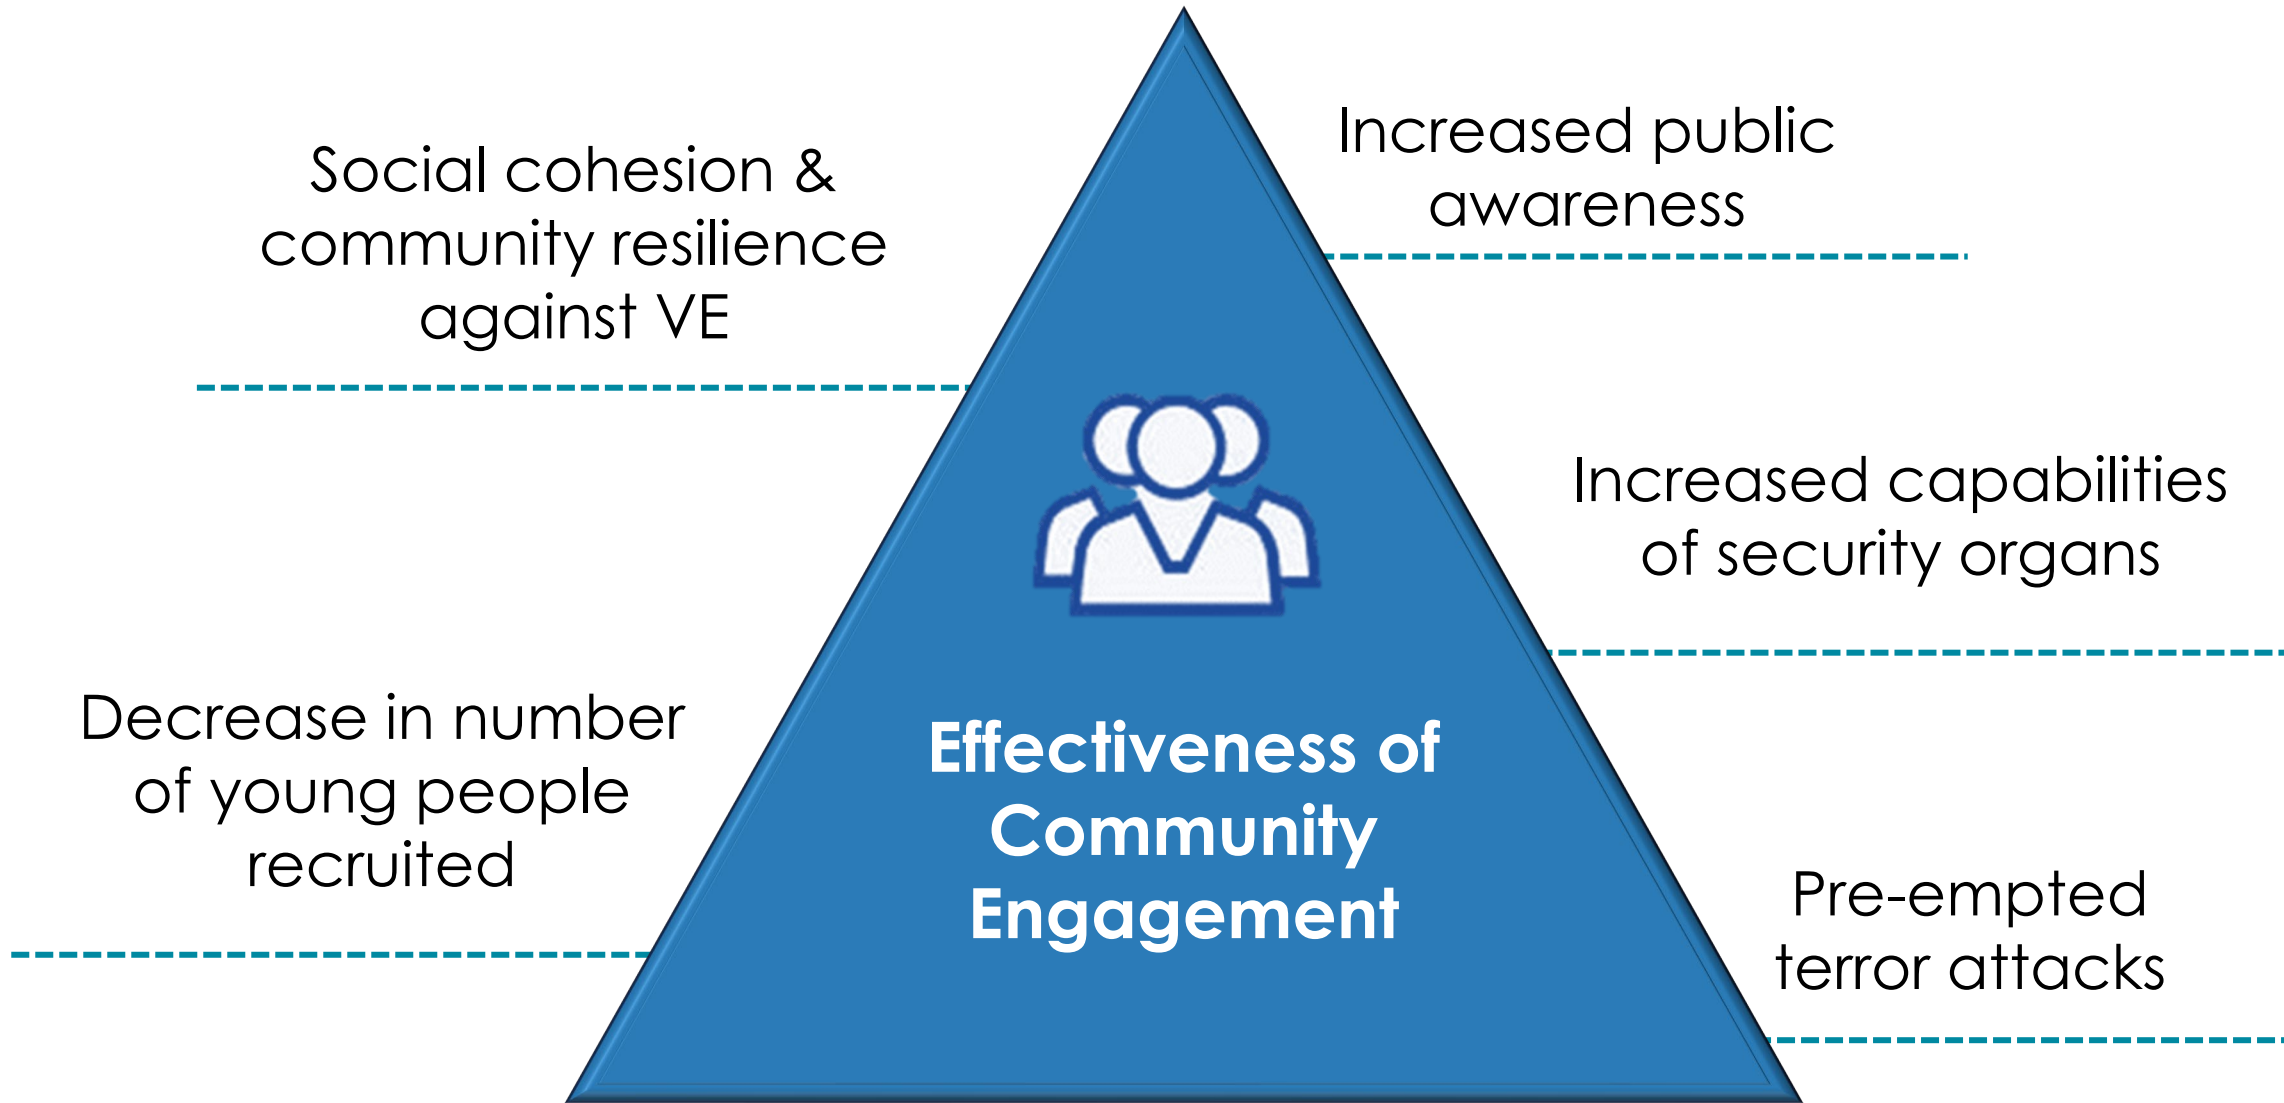 Social cohesion &
community resilience
against VE
Decrease in number
of young people
recruited
Effectiveness of
Community
Engagement
Increased public
awareness
Increased capabilities
of security organs
Pre-empted
terror attacks